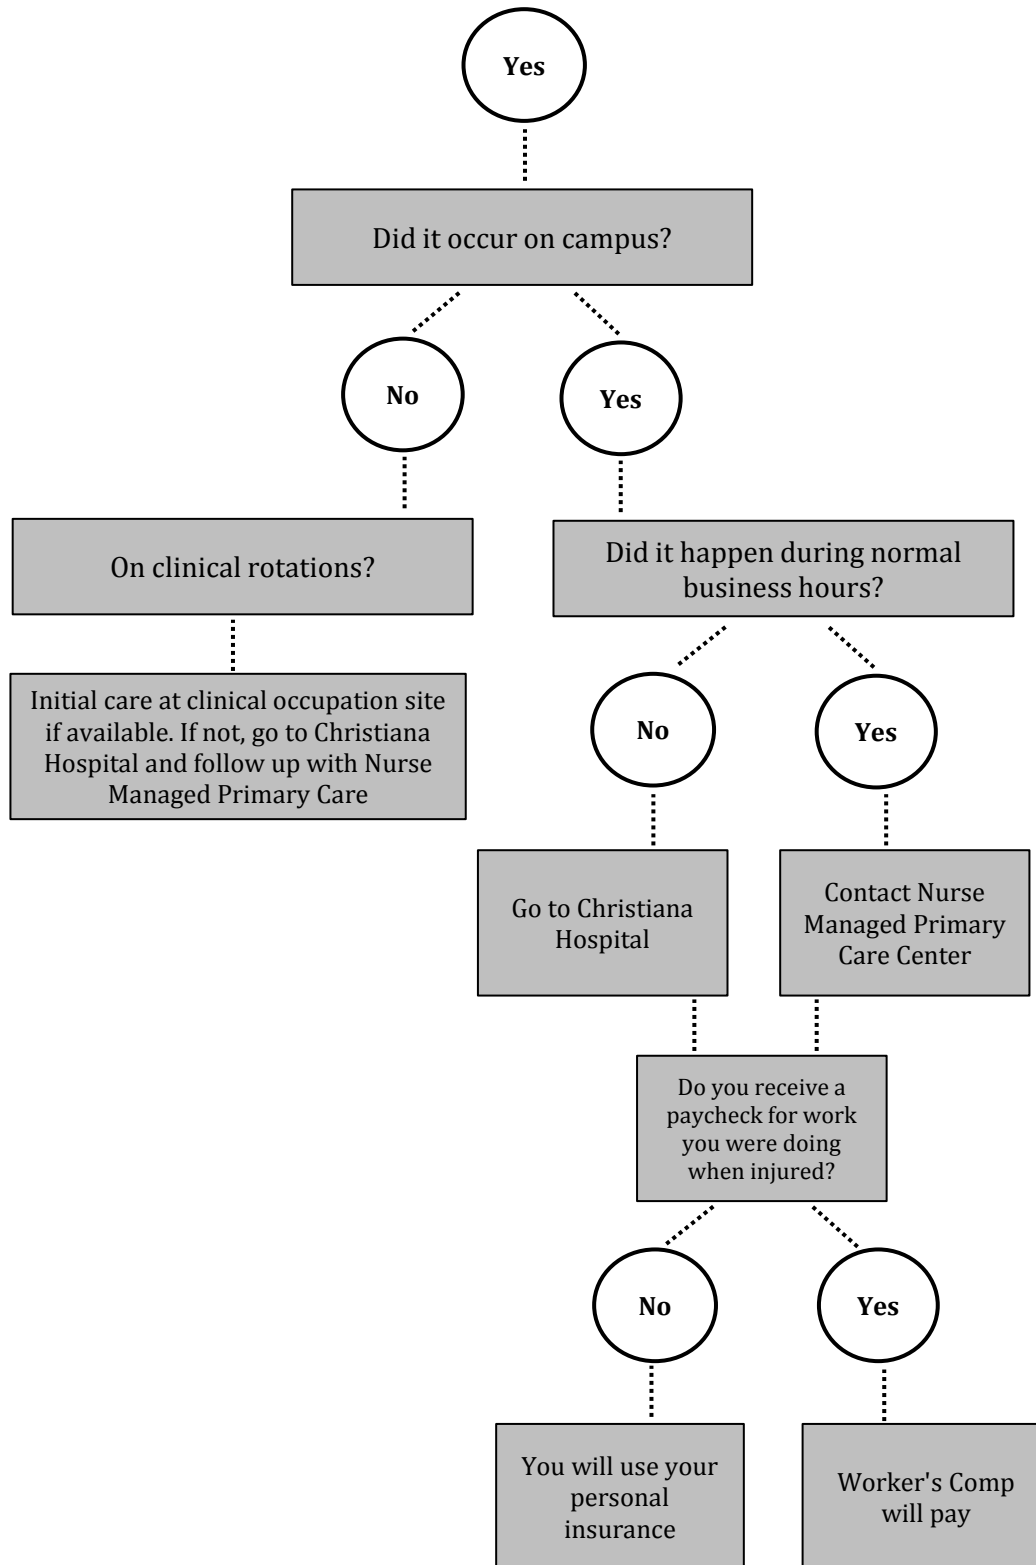 Yes
Did it occur on campus?
No
Yes
On clinical rotations?
Did it happen during normal
business hours?
Initial care at clinical occupation site
if available. If not, go to Christiana
Hospital and follow up with Nurse
Managed Primary Care
No
Yes
Go to Christiana
Hospital
Contact Nurse
Managed Primary
Care Center
Do you receive a
paycheck for work
you were doing
when injured?
No
Yes
You will use your
personal
insurance
Worker's Comp
will pay